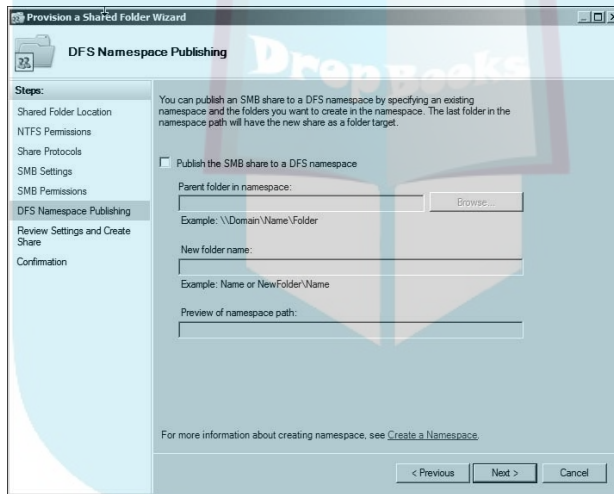 Provision a Shared Folder Wizard
DFS Namespace Publishing
DropBooks
Steps:
Shared Folder Location
NTFS Permissions
Share Protocols
SMB Settings
SMB Permissions
DFS Namespace Publishing
Review Settings and Create
Share
Confirmation
You can publish an SMB share to a DFS namespace by specifying an existing
namespace and the folders you want to create in the namespace. The last folder in the
namespace path will have the new share as a folder target.
Publish the SMB share to a DFS namespace
Parent folder in namespace:
Browse...
Example: \\Domain\Name\Folder
New folder name:
Example: Name or NewFolder\Name
Preview of namespace path:
For more information about creating namespace, see Create a Namespace.
< Previous
Next >
Cancel